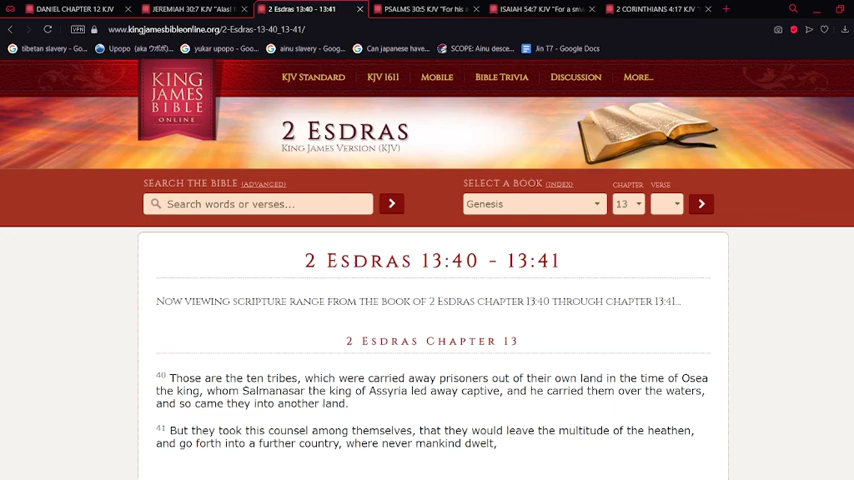 DANIEL CHAPTER 12 KJV
JEREMIAH 30:7 KJV "Alas! f
2 Esdras 13:40 - 13:41
PSALMS 30:5 KJV "For his a
ISAIAH 54:7 KJV "For a sma
2 CORINTHIANS 4:17 KJV "
VPN
www.kingjamesbibleonline.org/2-Esdras-13-40_13-41/
tibetan slavery - Goo...
Upopo (aka ウポポ)...
yukar upopo - Goog...
ainu slavery - Goog...
Can japanese have...
SCOPE: Ainu desce...
Jin T7 - Google Docs
KING
JAMES
BIBLE
ONLINE
KJV STANDARD
KJV 1611
MOBILE
BIBLE TRIVIA
DISCUSSION
MORE...
2 ESDRAS
KING JAMES VERSION (KJV)
SEARCH THE BIBLE (ADVANCED)
SELECT A BOOK (INDEX)
CHAPTER
VERSE
Search words or verses...
Genesis
13
2 ESDRAS 13:40 - 13:41
NOW VIEWING SCRIPTURE RANGE FROM THE BOOK OF 2 ESDRAS CHAPTER 13:40 THROUGH CHAPTER 13:41...
2 ESDRAS CHAPTER 13
40 Those are the ten tribes, which were carried away prisoners out of their own land in the time of Osea
the king, whom Salmanasar the king of Assyria led away captive, and he carried them over the waters,
and so came they into another land.
41 But they took this counsel among themselves, that they would leave the multitude of the heathen,
and go forth into a further country, where never mankind dwelt,